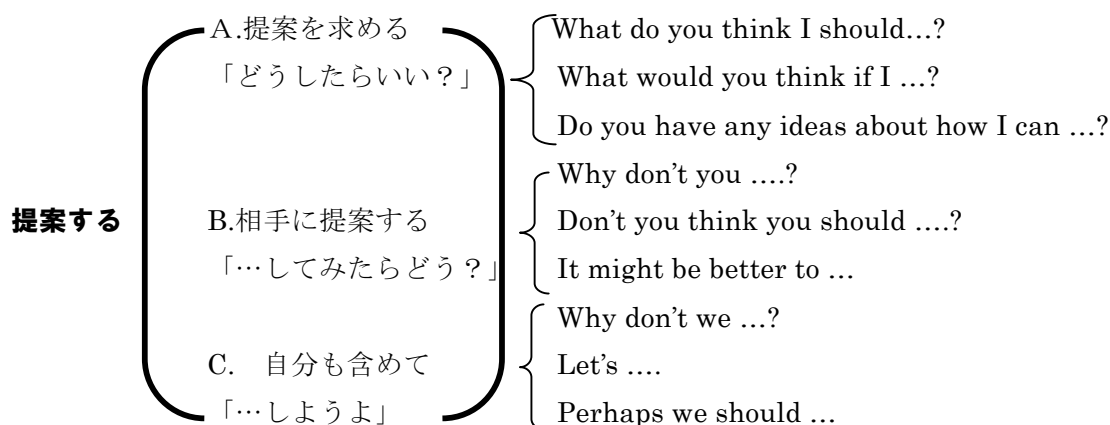 A.提案を求める
「どうしたらいい？」
What do you think I should…?
What would you think if I …?
Do you have any ideas about how I can …?
提案する
B.相手に提案する
「…してみたらどう？」
Why don’t you ….?
Don’t you think you should ….?
It might be better to …
C.　自分も含めて
「…しようよ」
Why don’t we …?
Let’s ….
Perhaps we should …